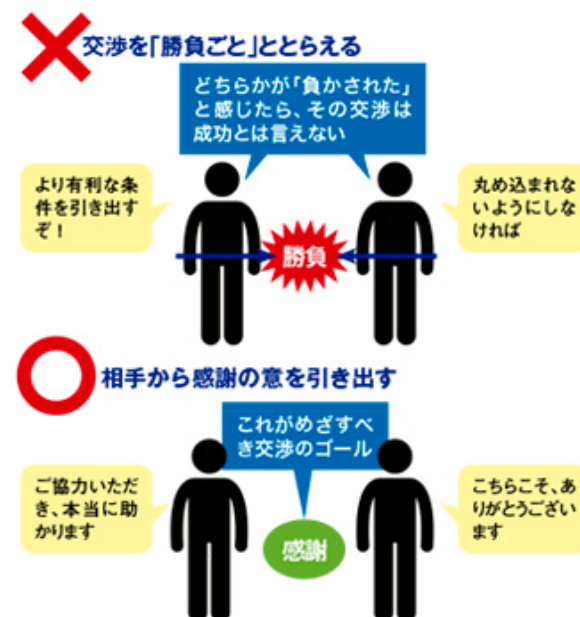 交渉を「勝負ごと」ととらえる
どちらかが「負かされた」
と感じたら、その交渉は
成功とは言えない
より有利な条
件を引き出す
ぞ！
丸め込まれな
いようにしな
ければ
勝負
相手から感謝の意を引き出す
これがめざすべ
き交渉のゴール
ご協力いただ
き、本当に助
かります
こちらこそ、あ
りがとうござい
ます
感謝